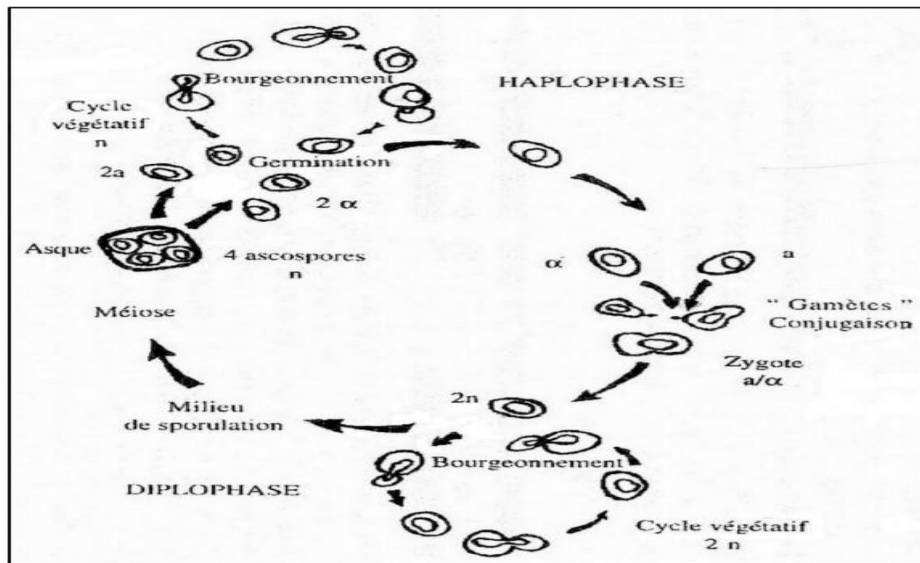 Bourgeonnement
HAPLOPHASE
Cycle
végétatif
n
Germination
2a
2 α
Asque
4 ascospores
n
α
a
" Gamètes "
Conjugaison
Méiose
Zygote
a/α
2n
Milieu
de sporulation
Bourgeonnement
DIPLOPHASE
Cycle végétatif
2 n